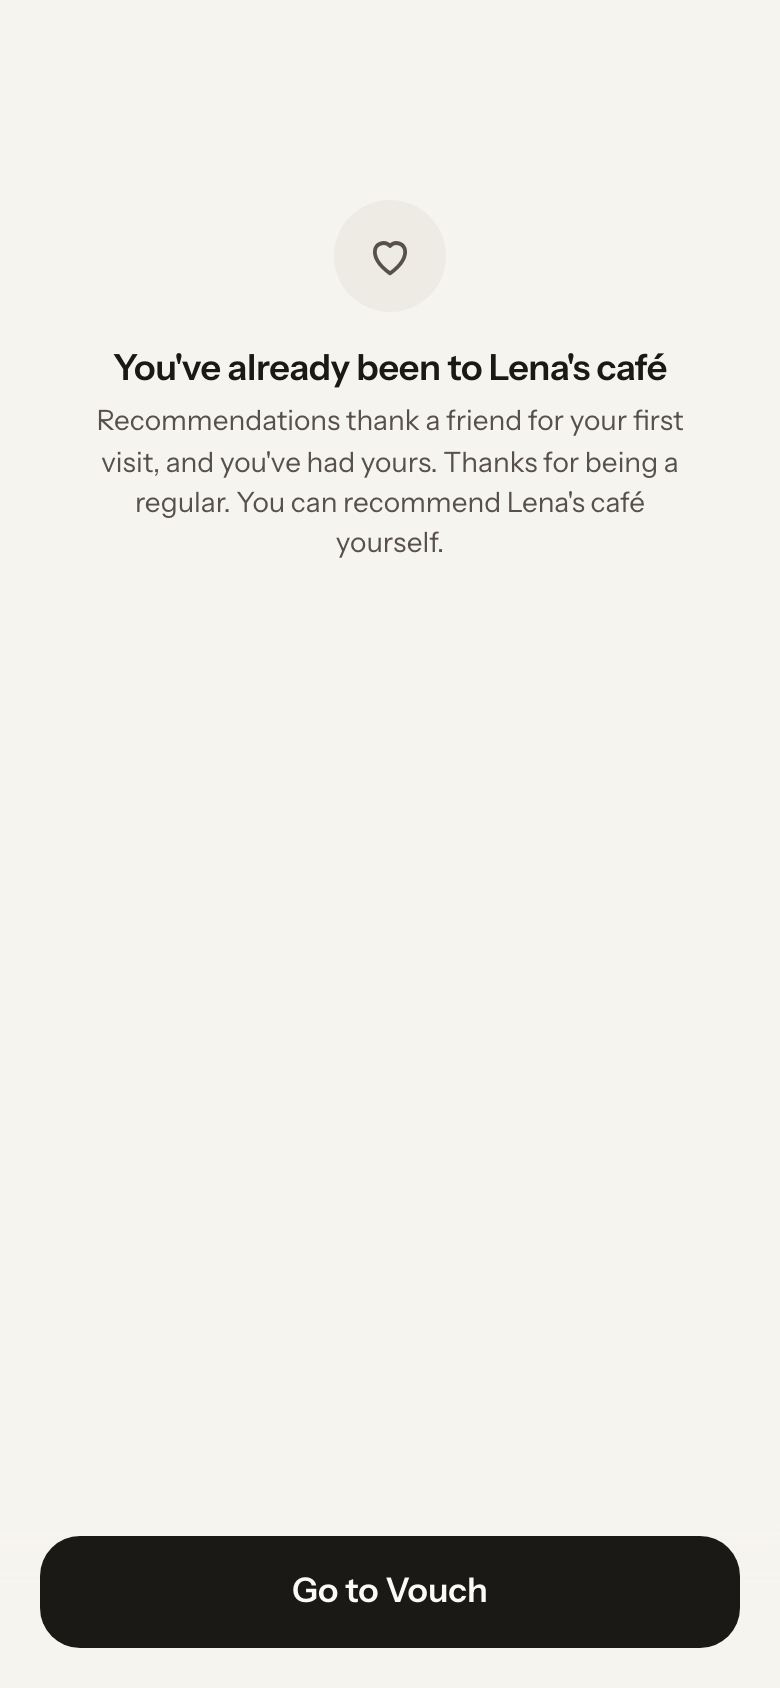 You've already been to Lena's café
Recommendations thank a friend for your first
visit, and you've had yours. Thanks for being a
regular. You can recommend Lena's café
yourself.
Go to Vouch